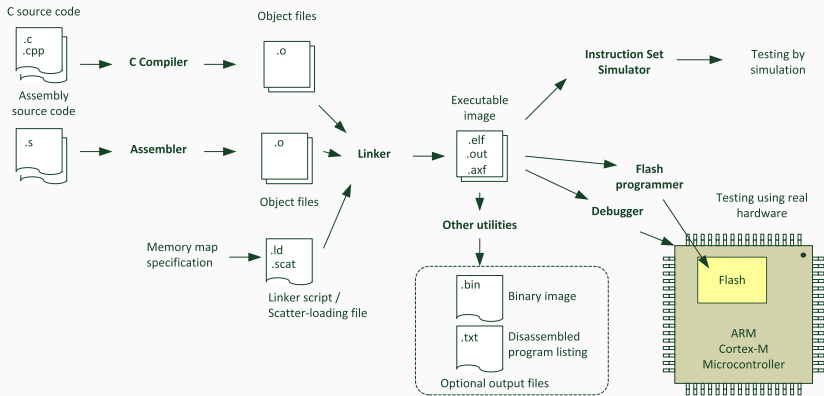 C source code
.c
.cpp
C Compiler
Object files
.o
Assembly
source code
.s
Assembler
.o
Object files
Memory map
specification
.ld
.scat
Linker script /
Scatter-loading file
Linker
Executable
image
.elf
.out
.axf
Other utilities
.bin
Binary image
.txt
Disassembled
program listing
Optional output files
Instruction Set
Simulator
Testing by
simulation
Flash
programmer
Debugger
Testing using real
hardware
Flash
ARM
Cortex-M
Microcontroller